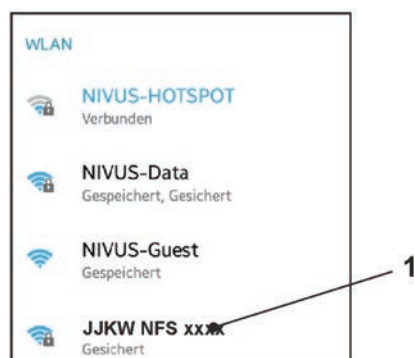 WLAN
NIVUS-HOTSPOT
Verbunden
NIVUS-Data
Gespeichert, Gesichert
NIVUS-Guest
Gespeichert
JJKW NFS xxxx
Gesichert
1